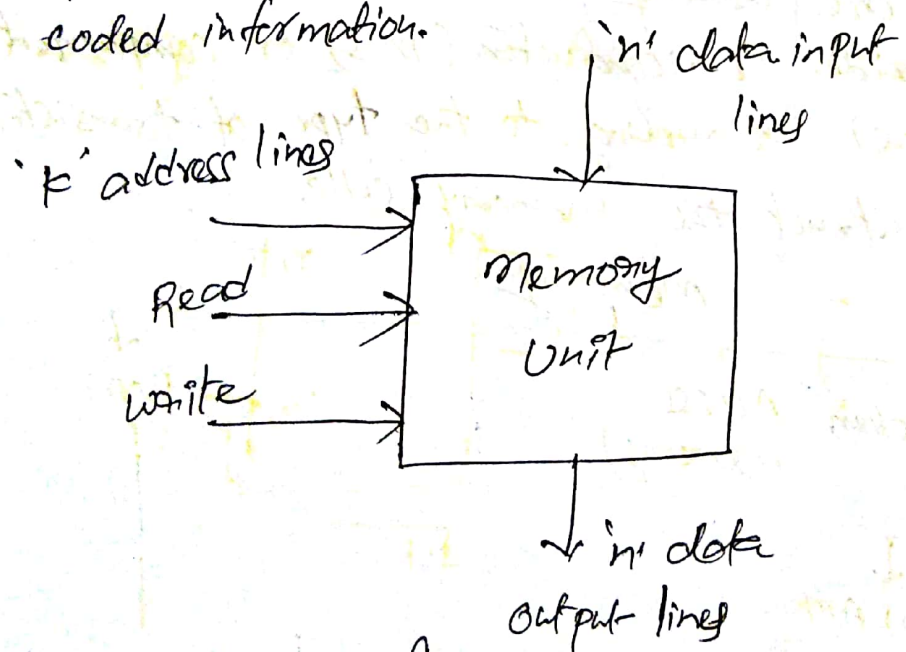 coded information.
'n' data input
lines
'k' address lines
Read
Write
Memory
Unit
'n' data
output lines